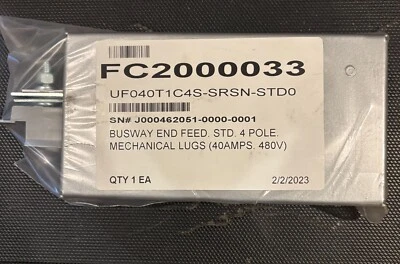 FC2000033
UF040T1C4S-SRSN-STD0
SN# J000462051-0000-0001
BUSWAY END FEED. STD. 4 POLE.
MECHANICAL LUGS (40AMPS. 480V)
QTY 1 EA 2/2/2023